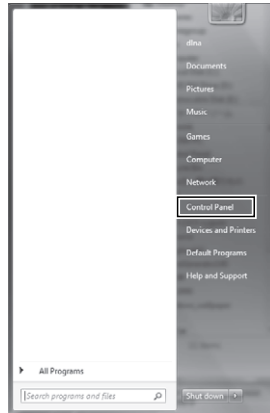 dlna
Documents
Pictures
Music
Games
Computer
Network
Control Panel
Devices and Printers
Default Programs
Help and Support
All Programs
Search programs and files
Shut down